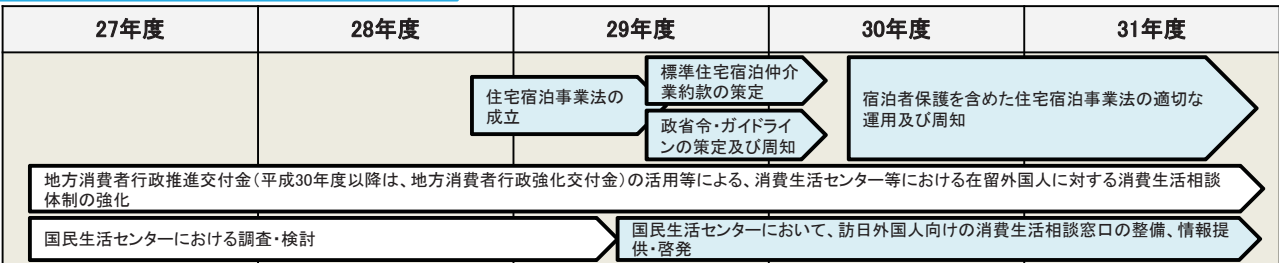 27年度
28年度
29年度
30年度
31年度
住宅宿泊事業法の
成立
標準住宅宿泊仲介
業約款の策定
政省令・ガイドライ
ンの策定及び周知
宿泊者保護を含めた住宅宿泊事業法の適切な
運用及び周知
地方消費者行政推進交付金(平成30年度以降は、地方消費者行政強化交付金)の活用等による、消費生活センター等における在留外国人に対する消費生活相談
体制の強化
国民生活センターにおける調査・検討
国民生活センターにおいて、訪日外国人向けの消費生活相談窓口の整備、情報提
供・啓発